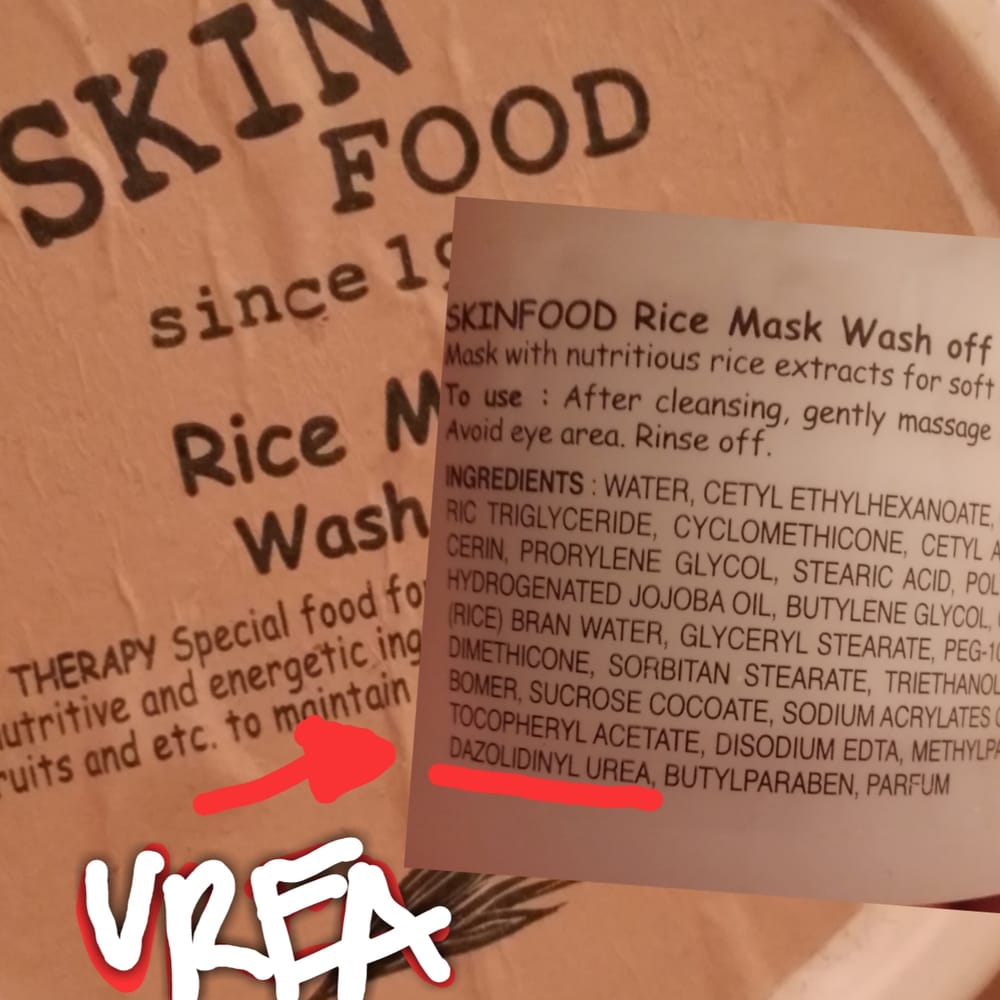 SKIN
FOOD
since 19
Rice M
Wash
THERAPY Special food fo
utritive and energetic ing
ruits and etc. to maintain
SKINFOOD Rice Mask Wash off
Mask with nutritious rice extracts for soft
To use : After cleansing, gently massage
Avoid eye area. Rinse off.
INGREDIENTS : WATER, CETYL ETHYLHEXANOATE,
RIC TRIGLYCERIDE, CYCLOMETHICONE, CETYL A
CERIN, PRORYLENE GLYCOL, STEARIC ACID, POL
HYDROGENATED JOJOBA OIL, BUTYLENE GLYCOL,
(RICE) BRAN WATER, GLYCERYL STEARATE, PEG-10
DIMETHICONE, SORBITAN STEARATE, TRIETHANOL
BOMER, SUCROSE COCOATE, SODIUM ACRYLATES
TOCOPHERYL ACETATE, DISODIUM EDTA, METHYLPA
DAZOLIDINYL UREA, BUTYLPARABEN, PARFUM
UREA